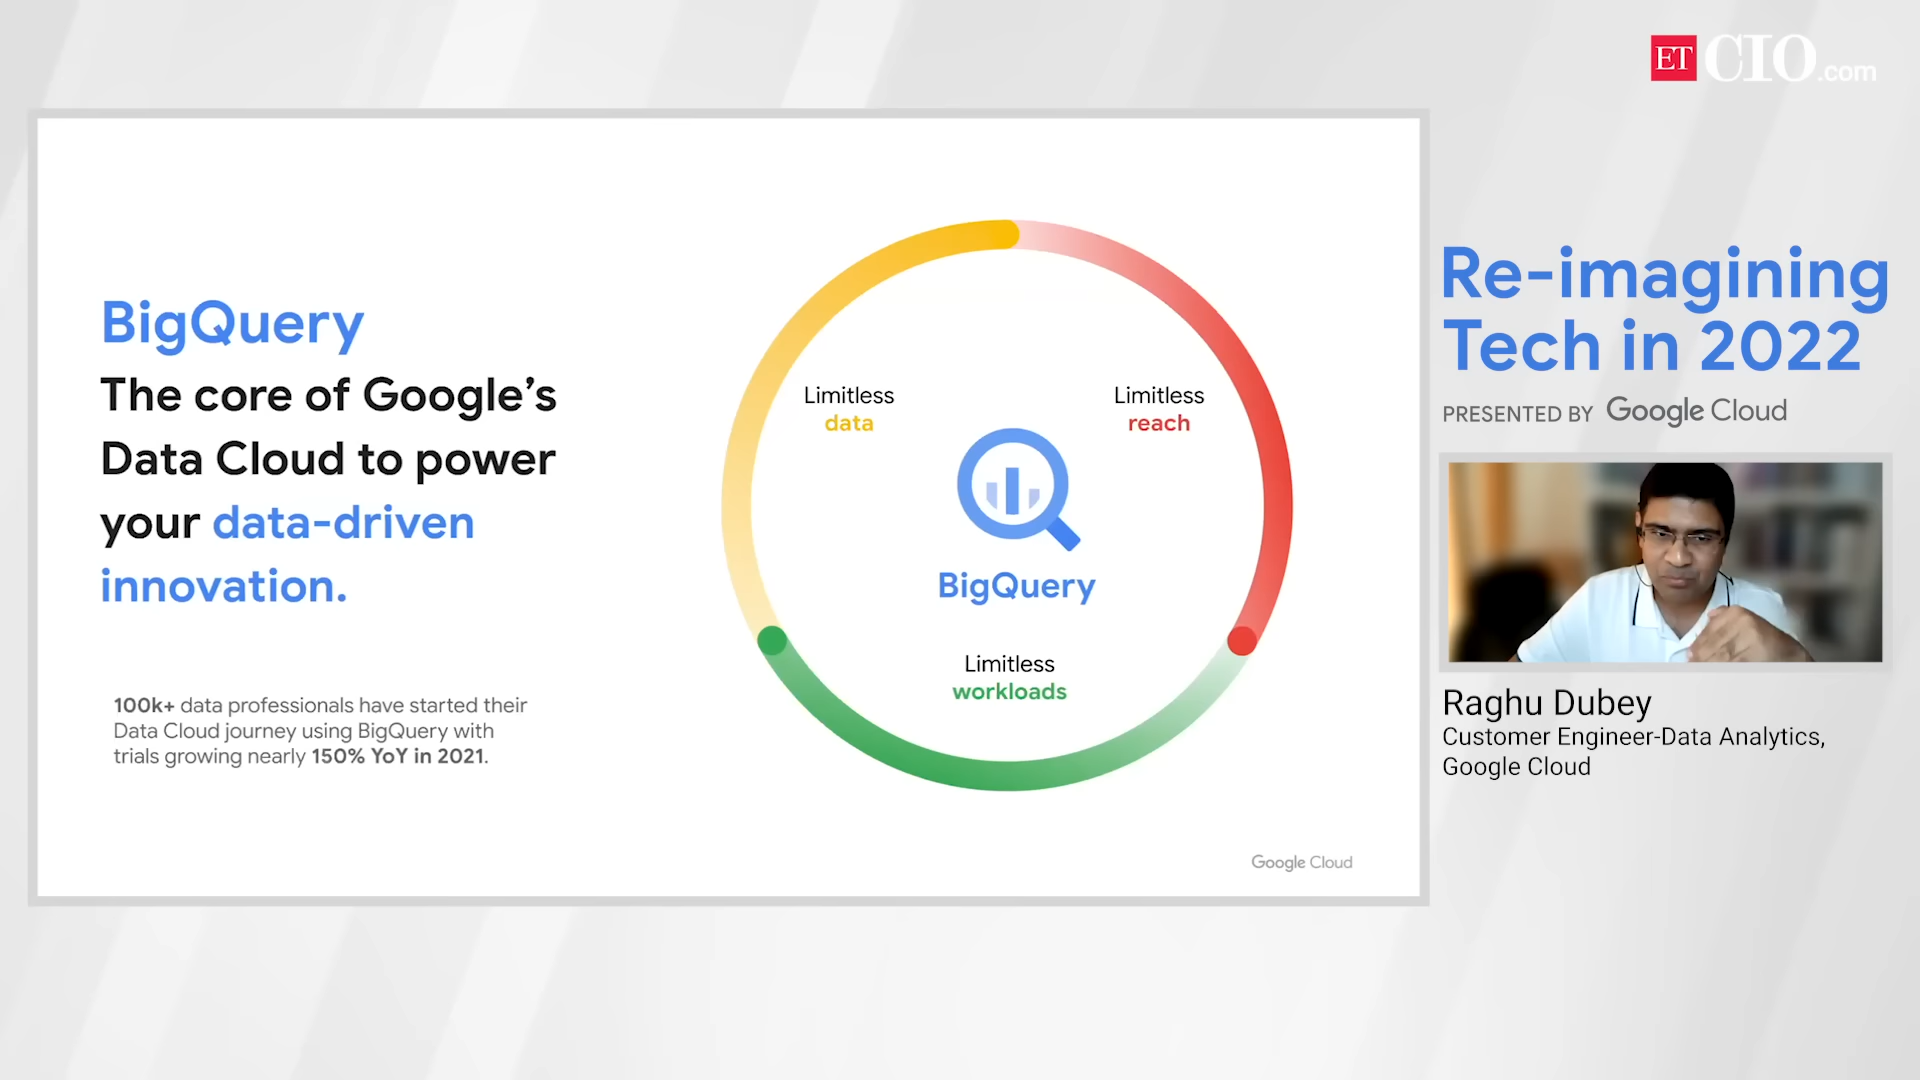 ET CIO.com
BigQuery
The core of Google's
Data Cloud to power
your data-driven
innovation.
100k+ data professionals have started their
Data Cloud journey using BigQuery with
trials growing nearly 150% YoY in 2021.
Limitless
data
Limitless
reach
BigQuery
Limitless
workloads
Google Cloud
Re-imagining
Tech in 2022
PRESENTED BY Google Cloud
Raghu Dubey
Customer Engineer-Data Analytics,
Google Cloud